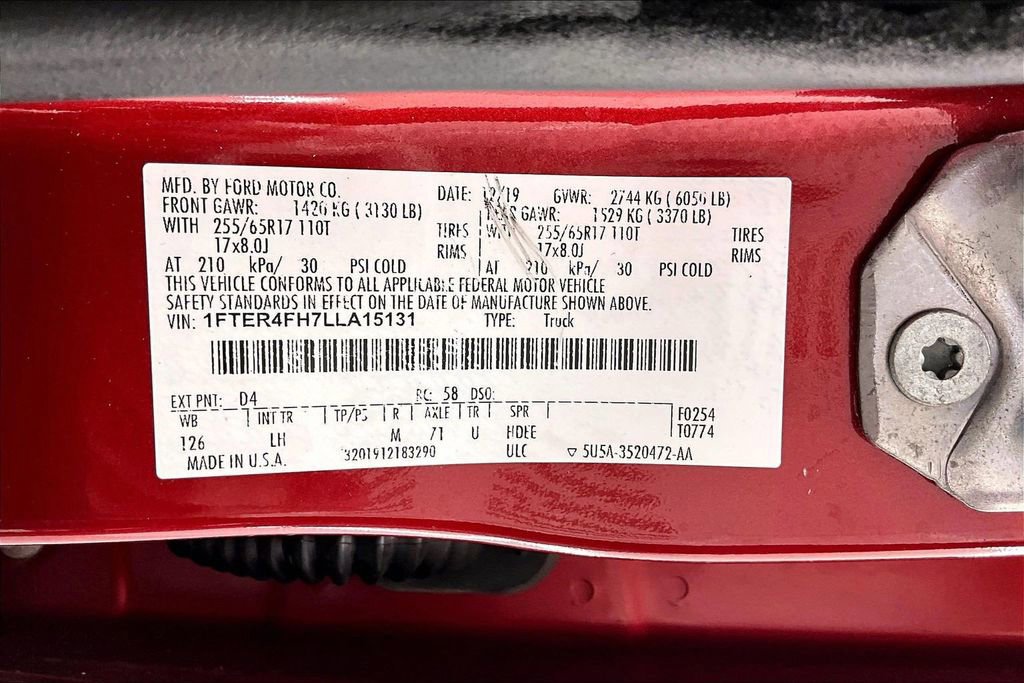 MFD. BY FORD MOTOR CO. DATE: 12/19 GVWR: 2744 KG ( 6050 LB)
FRONT GAWR: 1420 KG ( 3130 LB) REAR GAWR: 1529 KG ( 3370 LB)
WITH 255/65R17 110T TIRES WITH 255/65R17 110T TIRES
17x8.0J RIMS 17x8.0J RIMS
AT 210 kPa/ 30 PSI COLD AT 210 kPa/ 30 PSI COLD
THIS VEHICLE CONFORMS TO ALL APPLICABLE FEDERAL MOTOR VEHICLE
SAFETY STANDARDS IN EFFECT ON THE DATE OF MANUFACTURE SHOWN ABOVE.
VIN: 1FTER4FH7LLA15131 TYPE: Truck
EXT PNT: D4 RC: 58 DSO:
WB INT TR TP/PS R AXLE TR SPR F0254
126 LH M 71 U T0774
MADE IN U.S.A. 3201912183290 ULC ▽ 5U5A-3520472-AA